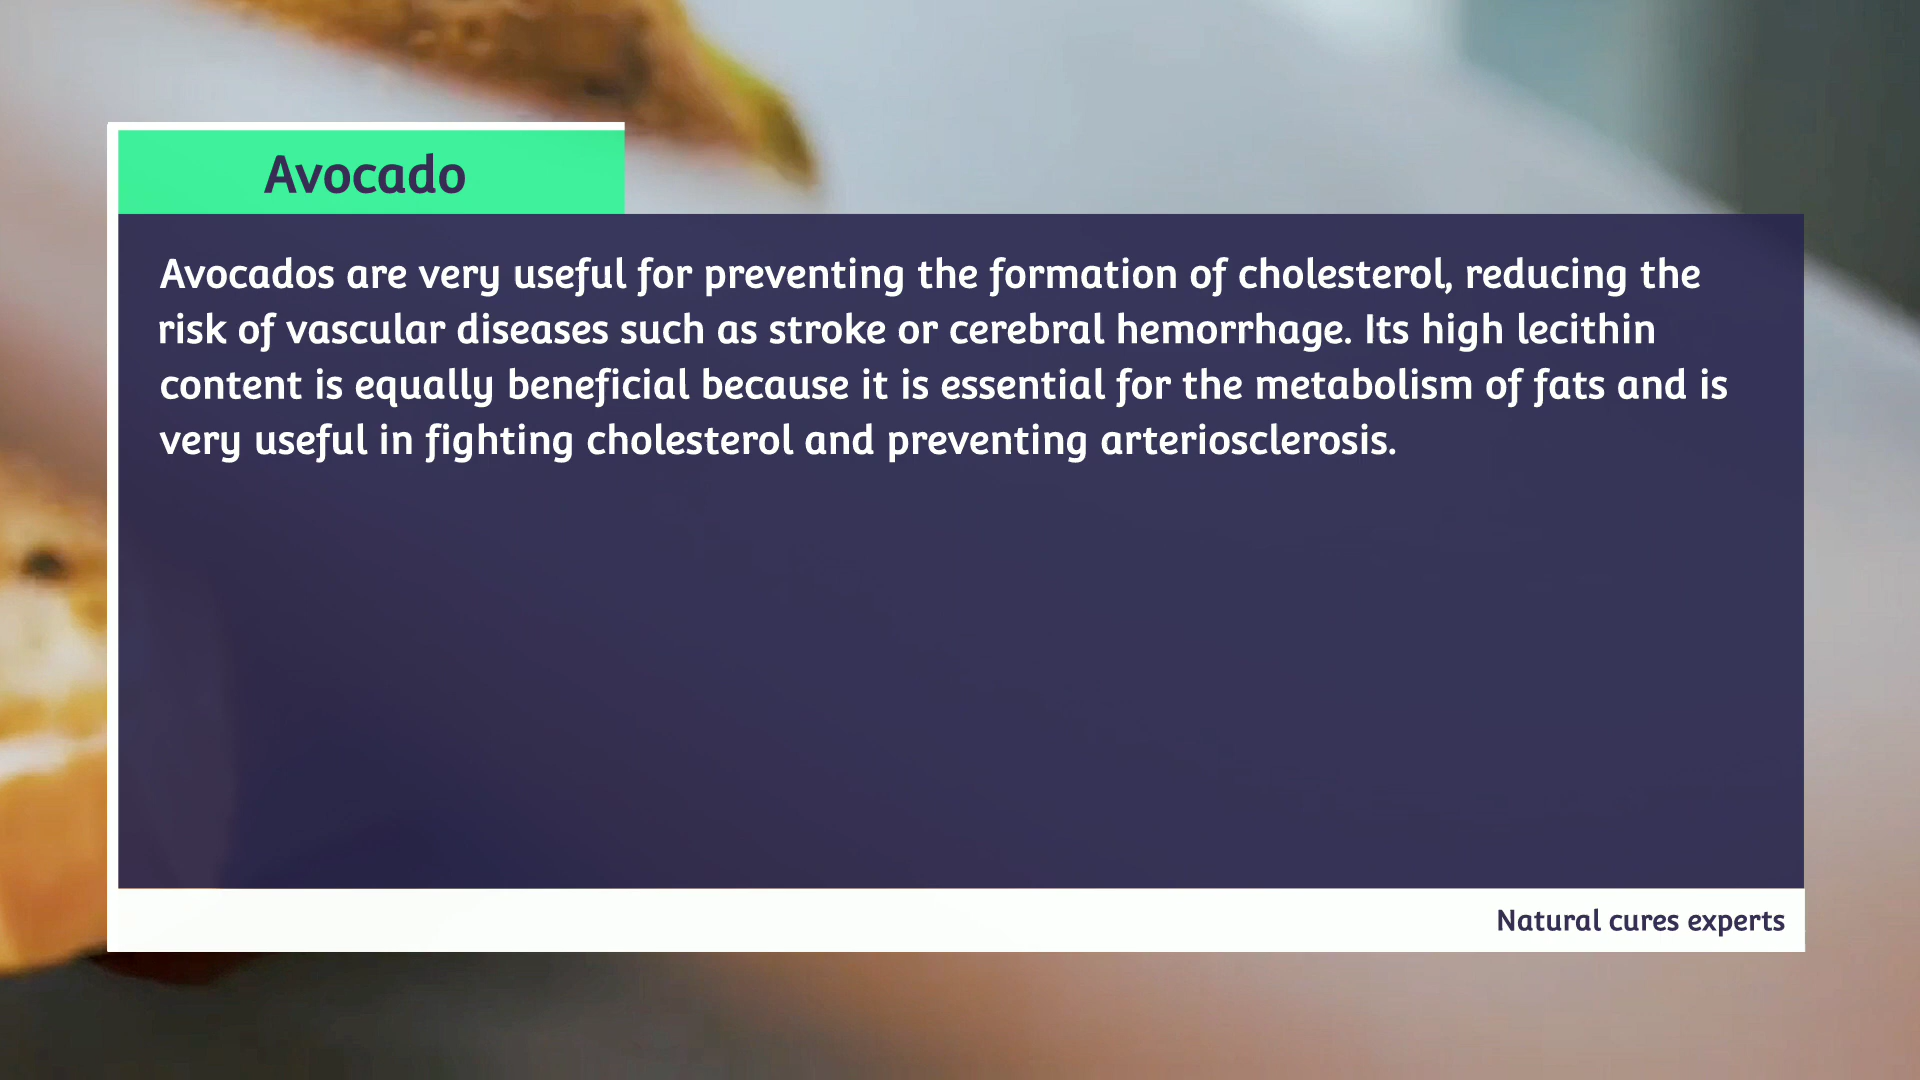 Avocado
Avocados are very useful for preventing the formation of cholesterol, reducing the
risk of vascular diseases such as stroke or cerebral hemorrhage. Its high lecithin
content is equally beneficial because it is essential for the metabolism of fats and is
very useful in fighting cholesterol and preventing arteriosclerosis.
Natural cures experts